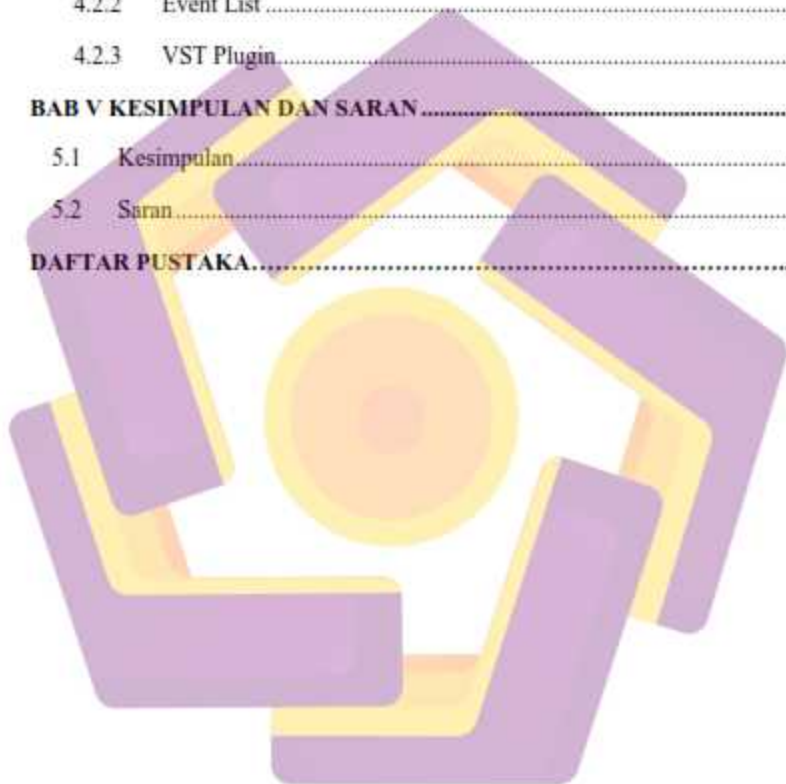 4.2.2 Event List
4.2.3 VST Plugin
BAB V KESIMPULAN DAN SARAN
5.1 Kesimpulan
5.2 Saran
DAFTAR PUSTAKA